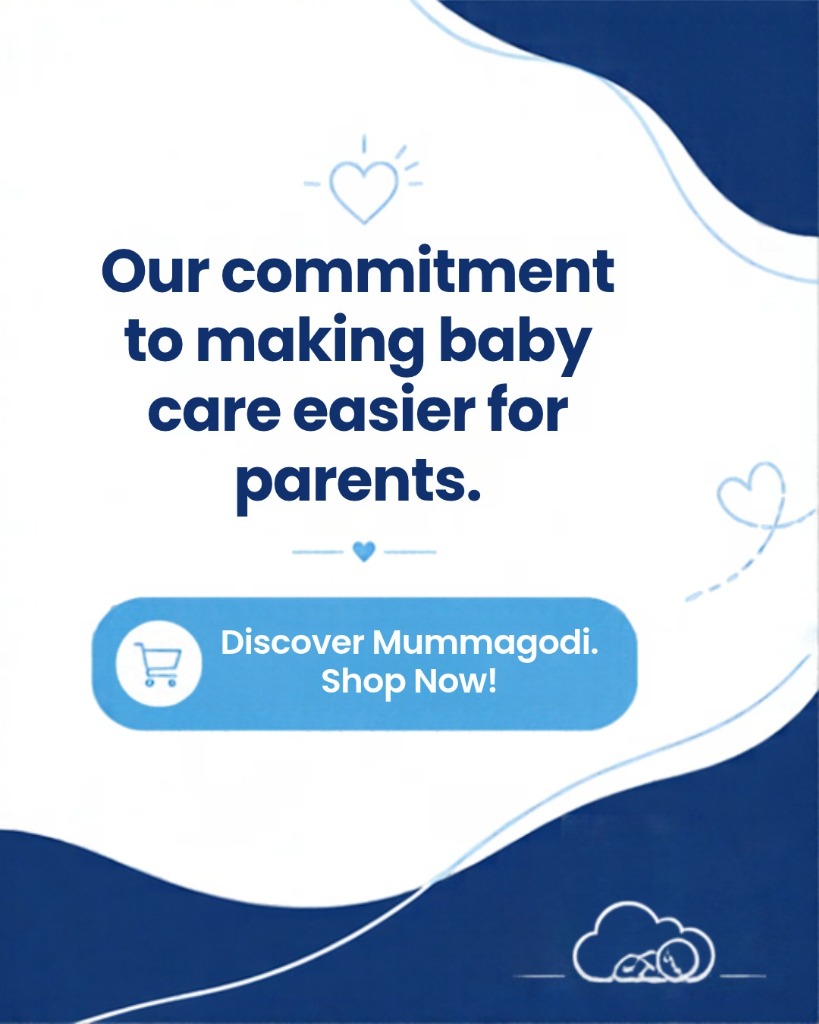 Our commitment
to making baby
care easier for
parents.
Discover Mummagodi.
Shop Now!